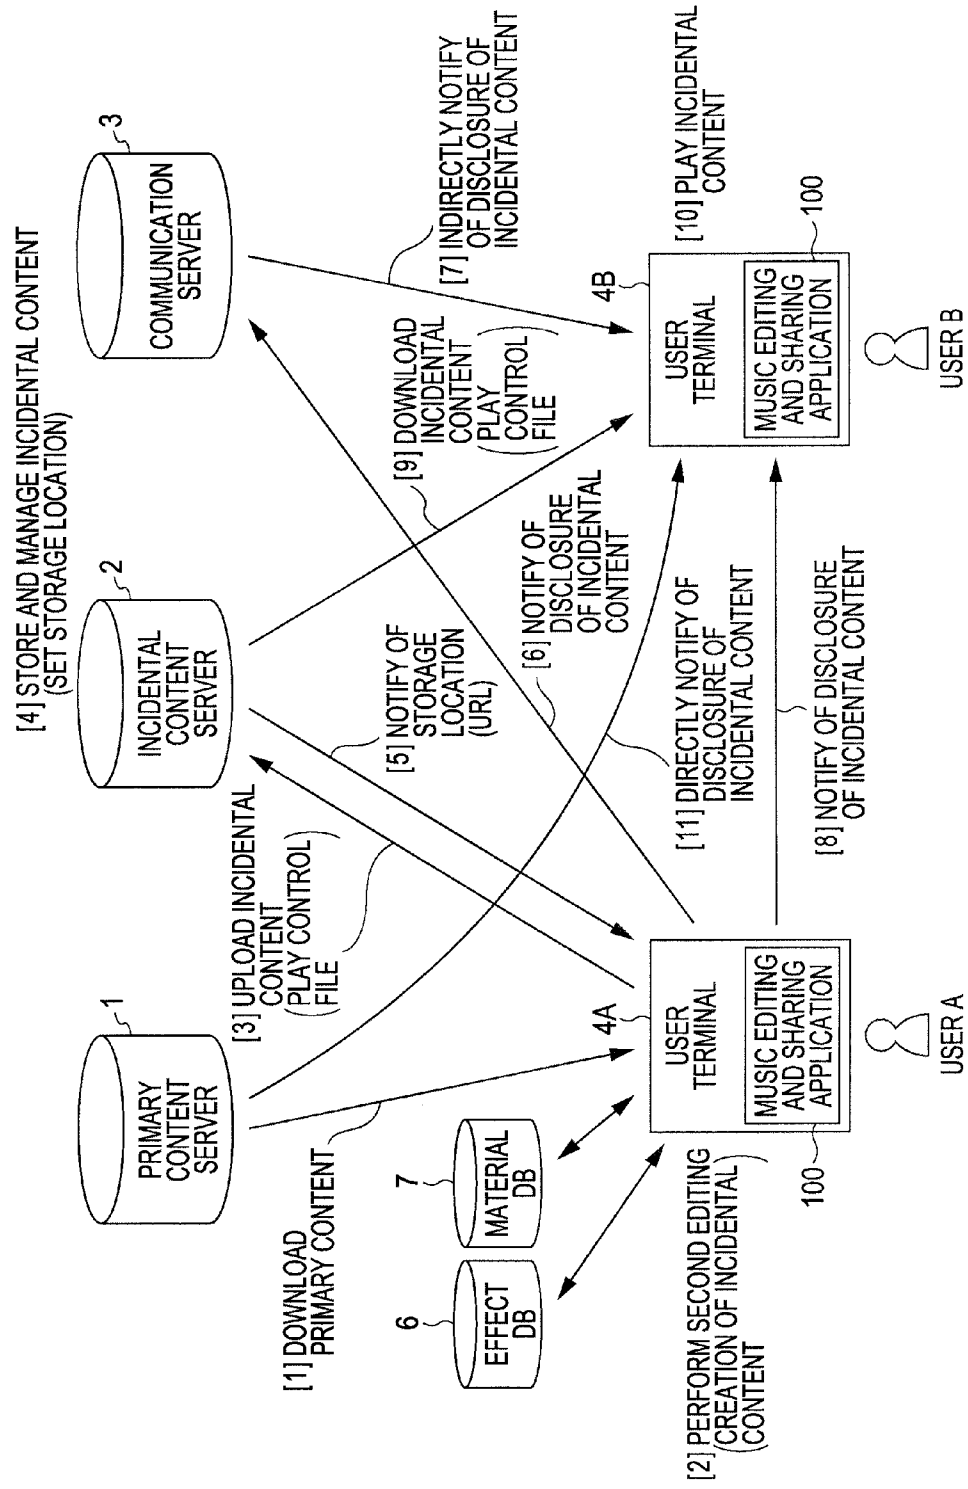 [4] STORE AND MANAGE INCIDENTAL CONTENT
(SET STORAGE LOCATION)
1
PRIMARY
CONTENT
SERVER
2
INCIDENTAL
CONTENT
SERVER
3
COMMUNICATION
SERVER
[1] DOWNLOAD
PRIMARY CONTENT
[3] UPLOAD INCIDENTAL
CONTENT
(PLAY CONTROL
FILE)
[5] NOTIFY OF
STORAGE
LOCATION
(URL)
[9] DOWNLOAD
INCIDENTAL
CONTENT
(PLAY
CONTROL
FILE)
[7] INDIRECTLY NOTIFY
OF DISCLOSURE OF
INCIDENTAL CONTENT
6
EFFECT
DB
7
MATERIAL
DB
[6] NOTIFY OF
DISCLOSURE
OF INCIDENTAL
CONTENT
[11] DIRECTLY NOTIFY OF
DISCLOSURE OF
INCIDENTAL CONTENT
[8] NOTIFY OF DISCLOSURE
OF INCIDENTAL CONTENT
[2] PERFORM SECOND EDITING
(CREATION OF INCIDENTAL
CONTENT)
4A
USER
TERMINAL
MUSIC EDITING
AND SHARING
APPLICATION
100
USER A
4B
USER
TERMINAL
MUSIC EDITING
AND SHARING
APPLICATION
100
USER B
[10] PLAY INCIDENTAL
CONTENT